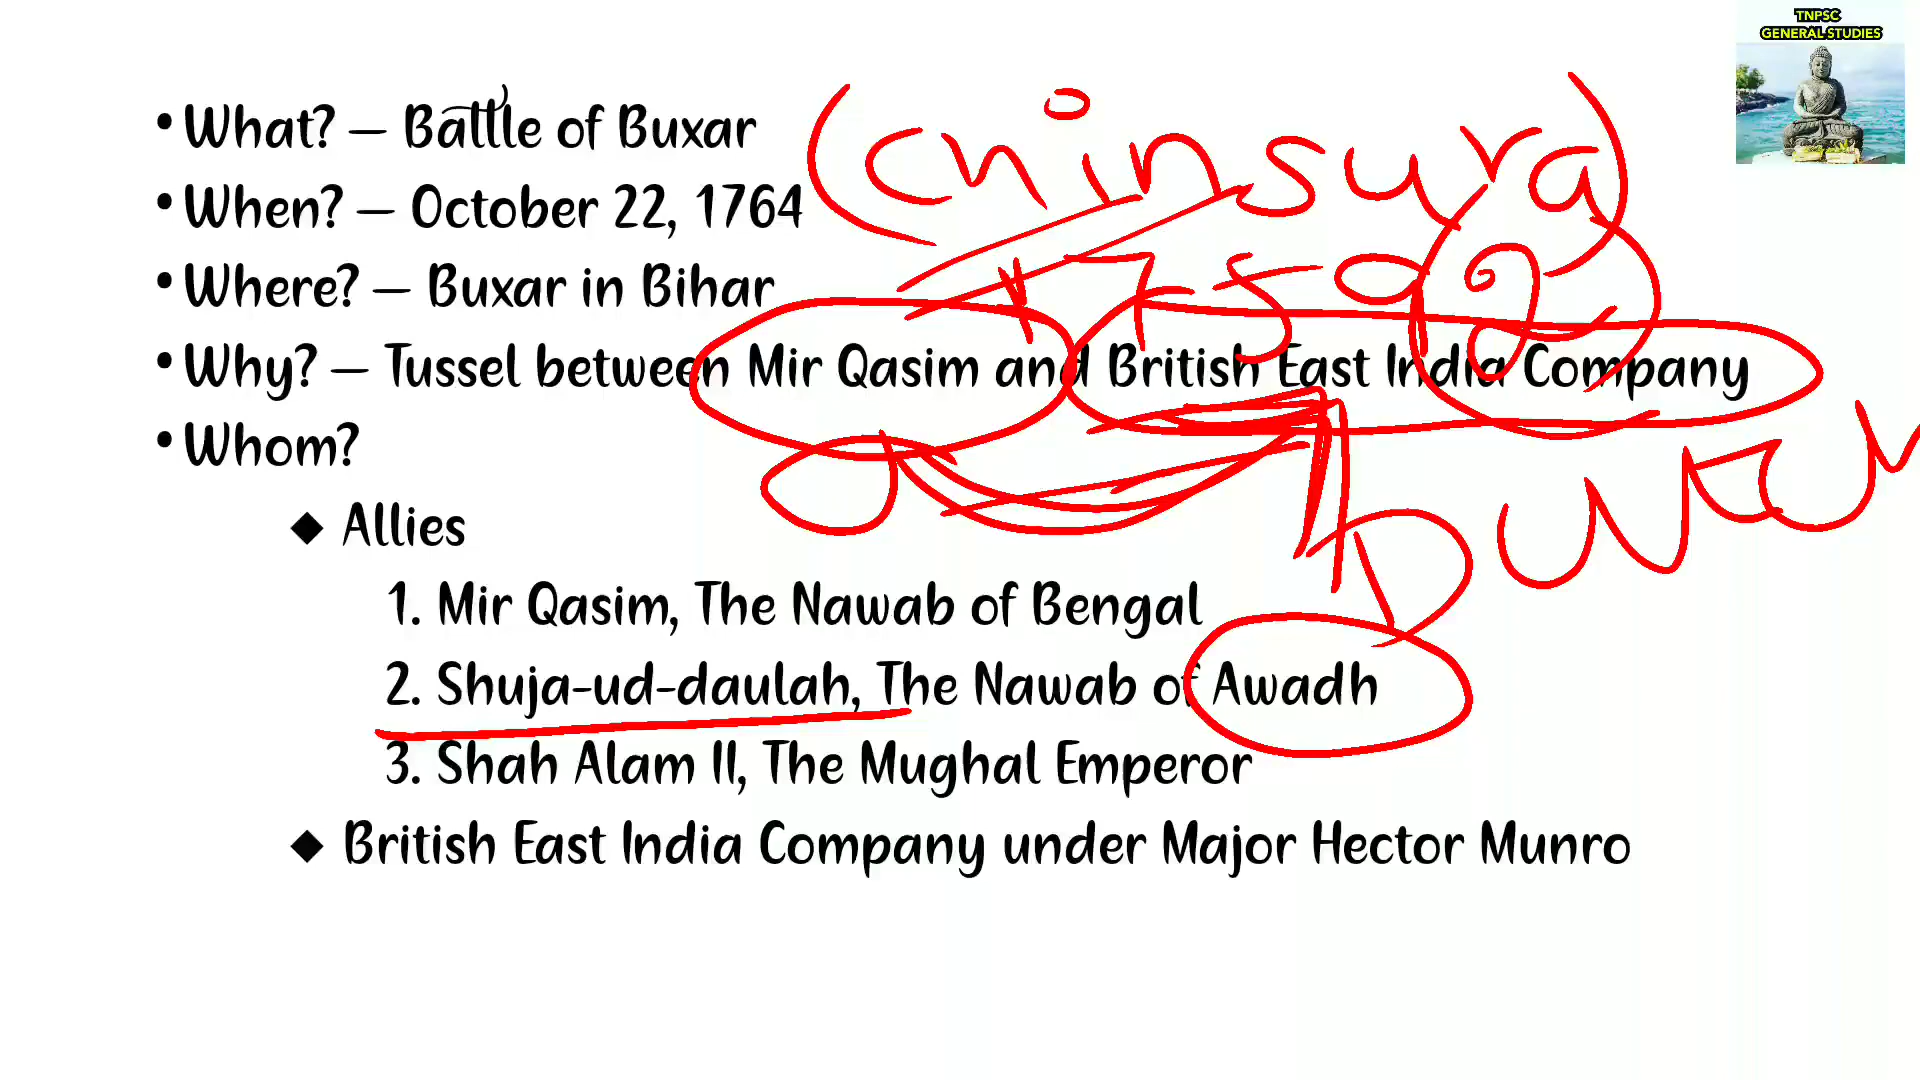 TNPSC
GENERAL STUDIES
• What? – Battle of Buxar
(chinsura)
• When? – October 22, 1764
1759
• Where? – Buxar in Bihar
• Why? – Tussel between Mir Qasim and British East India Company
• Whom?
◆ Allies
1. Mir Qasim, The Nawab of Bengal
2. Shuja-ud-daulah, The Nawab of Awadh
3. Shah Alam II, The Mughal Emperor
◆ British East India Company under Major Hector Munro